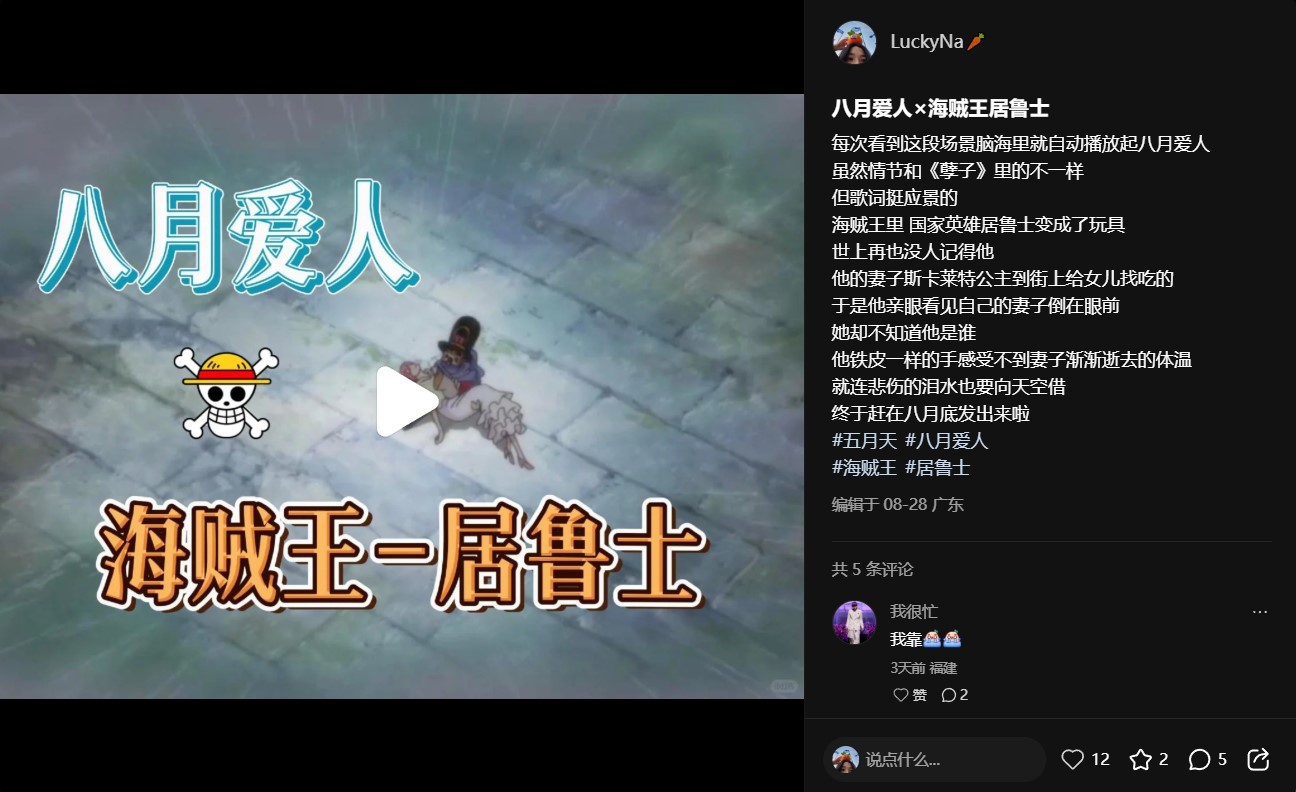 八月爱人
海贼王-居鲁士
LuckyNa
八月爱人×海贼王居鲁士
每次看到这段场景脑海里就自动播放起八月爱人
虽然情节和《孽子》里的不一样
但歌词挺应景的
海贼王里 国家英雄居鲁士变成了玩具
世上再也没人记得他
他的妻子斯卡莱特公主到街上给女儿找吃的
于是他亲眼看见自己的妻子倒在眼前
她却不知道他是谁
他铁皮一样的手感受不到妻子渐渐逝去的体温
就连悲伤的泪水也要向天空借
终于赶在八月底发出来啦
#五月天 #八月爱人
#海贼王 #居鲁士
编辑于 08-28 广东
共 5 条评论
我很忙
我靠
3天前 福建
赞 2
说点什么...
12 2 5